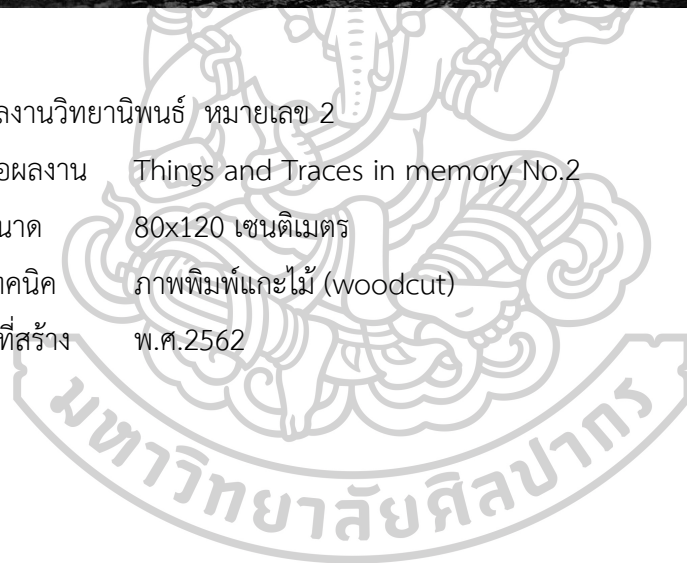 ลงานวิทยานิพนธ์ หมายเลข 2
อผลงาน Things and Traces in memory No.2
นาด 80x120 เซนติเมตร
ทคนิค ภาพพิมพ์แกะไม้ (woodcut)
ที่สร้าง พ.ศ.2562
มหาวิทยาลัยศิลปากร